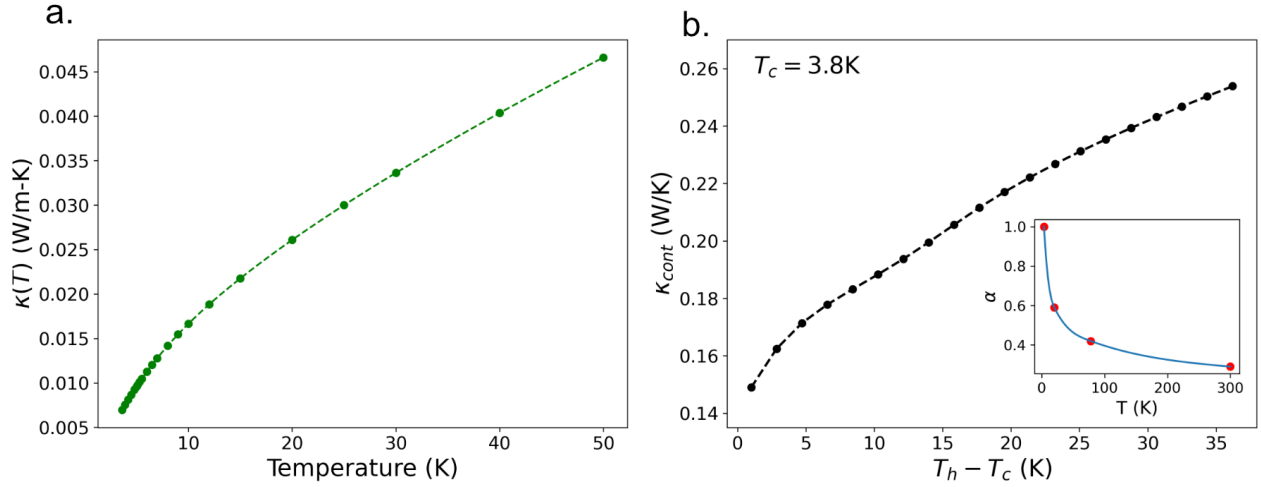 a.
κ(T) (W/m-K)
0.045
0.040
0.035
0.030
0.025
0.020
0.015
0.010
0.005
10 20 30 40 50
Temperature (K)
b.
T_c = 3.8K
κ_cont (W/K)
0.26
0.24
0.22
0.20
0.18
0.16
0.14
0 5 10 15 20 25 30 35
T_h − T_c (K)
α
1.0
0.8
0.6
0.4
0 100 200 300
T (K)